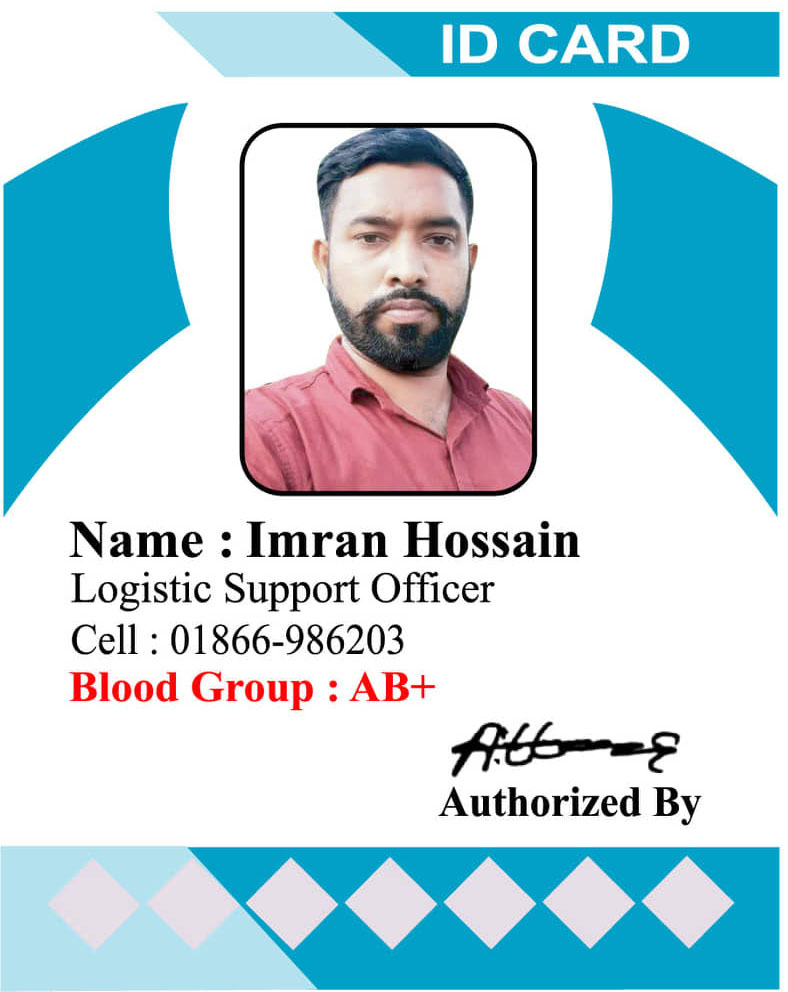 ID CARD
Name : Imran Hossain
Logistic Support Officer
Cell : 01866-986203
Blood Group : AB+
Authorized By